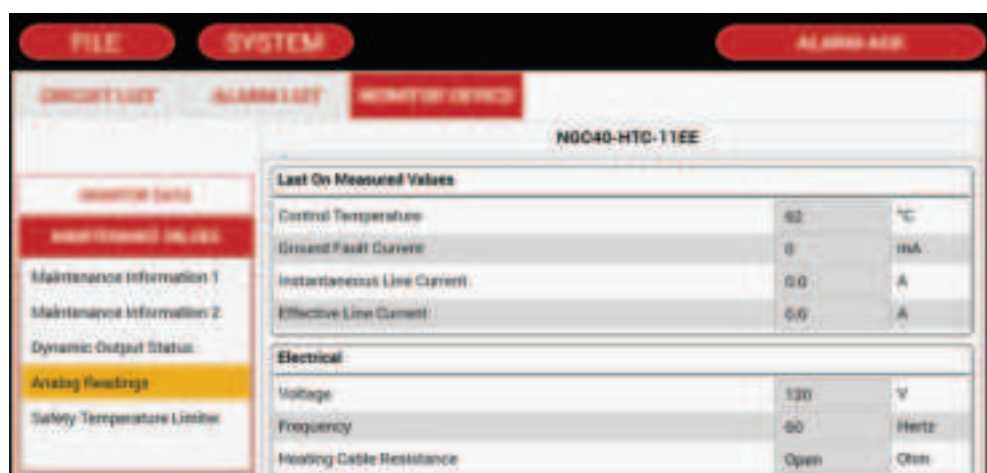 FILE SYSTEM ALARM ACK
CIRCUIT LIST ALARM LIST MONITOR DEVICE
NGC40-HTC-11EE
MONITOR DATA
MAINTENANCE VALUES
Maintenance Information 1
Maintenance Information 2
Dynamic Output Status
Analog Readings
Safety Temperature Limiter
Last On Measured Values
Control Temperature 62 °C
Ground Fault Current 0 mA
Instantaneous Line Current 0.0 A
Effective Line Current 0.0 A
Electrical
Voltage 120 V
Frequency 60 Hertz
Heating Cable Resistance Open Ohm